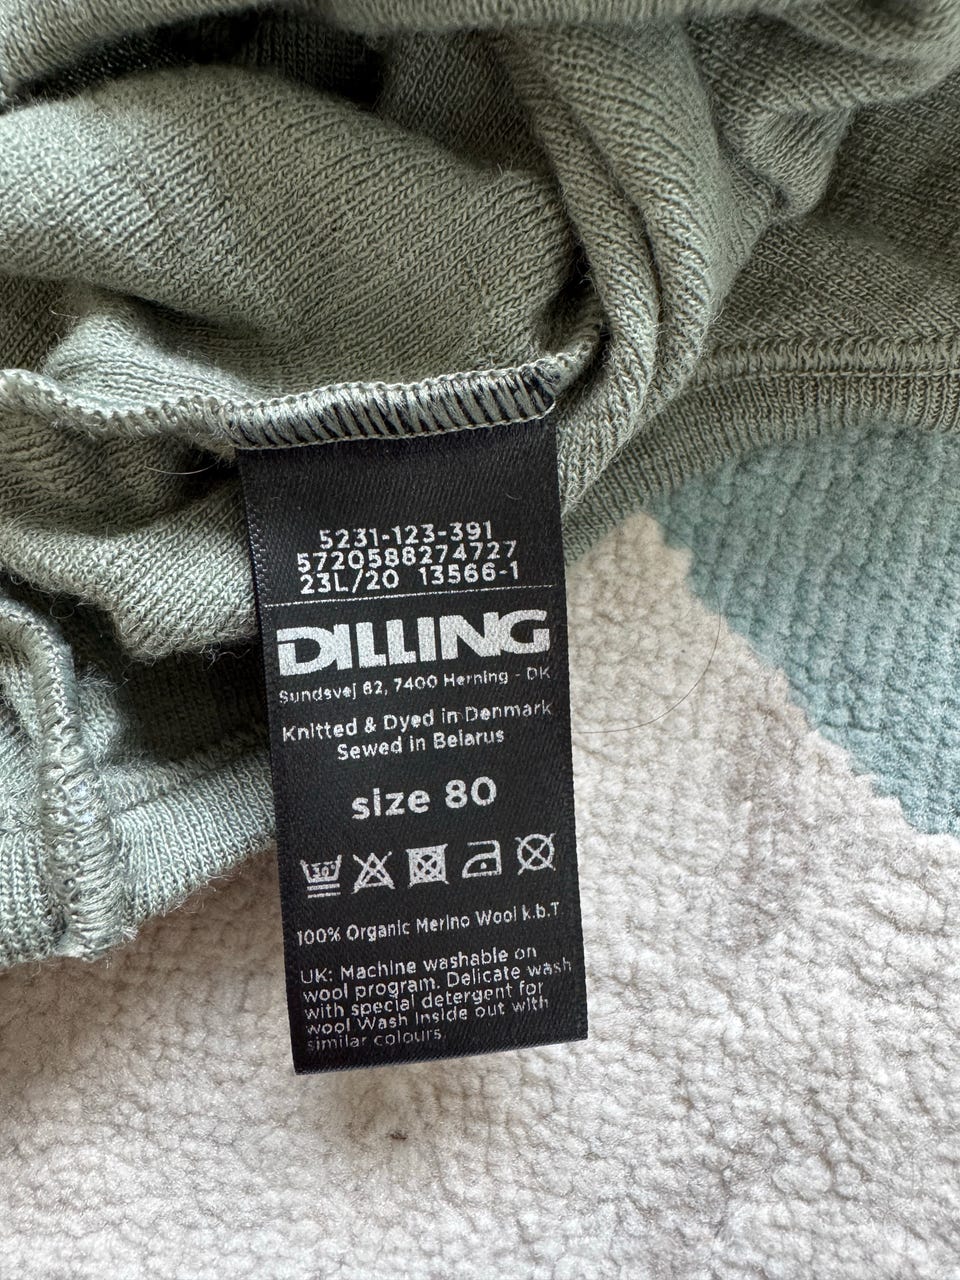 5231-123-391
5720588274727
23L/20 13566-1
DILLING
Sundsvej 62, 7400 Herning - DK
Knitted & Dyed in Denmark
Sewed in Belarus
size 80
30°
100% Organic Merino Wool k.b.T
UK: Machine washable on
wool program. Delicate wash
with special detergent for
wool Wash inside out with
similar colours.